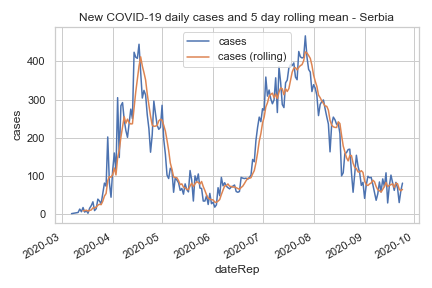 New COVID-19 daily cases and 5 day rolling mean - Serbia
cases
cases (rolling)
cases
400
300
200
100
0
2020-03
2020-04
2020-05
2020-06
2020-07
2020-08
2020-09
2020-10
dateRep